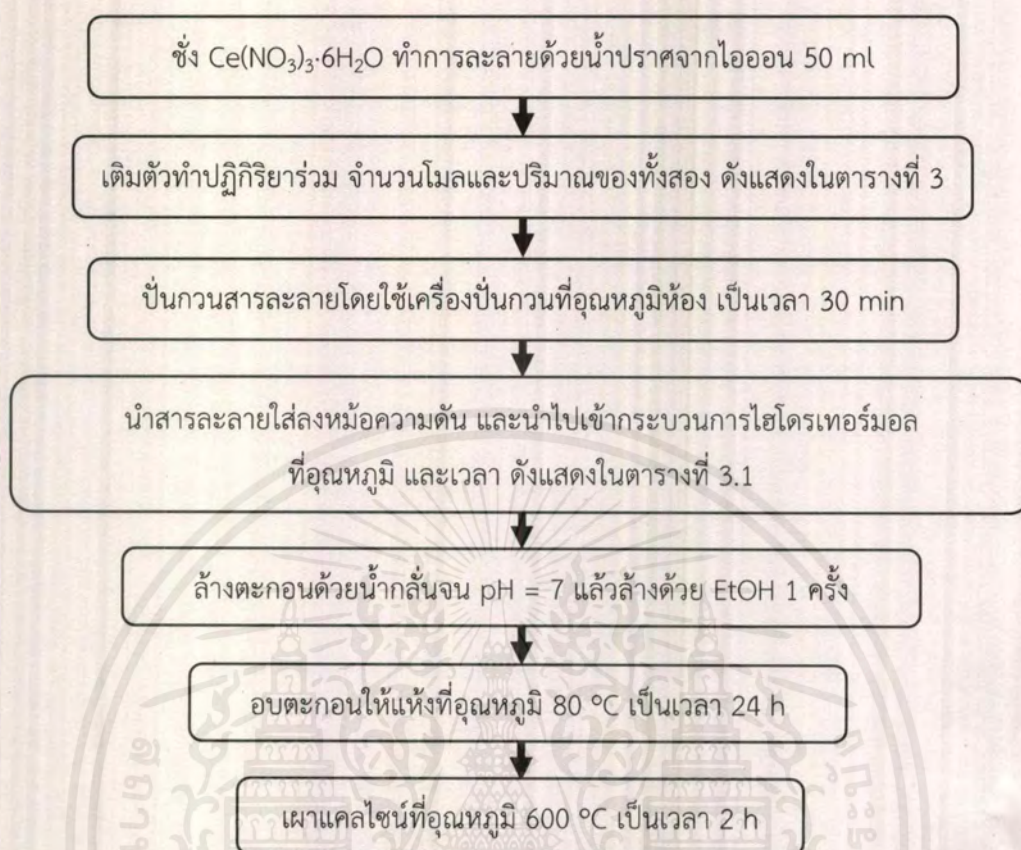 ชั่ง Ce(NO₃)₃·6H₂O ทำการละลายด้วยน้ำปราศจากไอออน 50 ml
เติมตัวทำปฏิกิริยาร่วม จำนวนโมลและปริมาณของทั้งสอง ดังแสดงในตารางที่ 3
ปั่นกวนสารละลายโดยใช้เครื่องปั่นกวนที่อุณหภูมิห้อง เป็นเวลา 30 min
นำสารละลายใส่ลงหม้อความดัน และนำไปเข้ากระบวนการไฮโดรเทอร์มอล
ที่อุณหภูมิ และเวลา ดังแสดงในตารางที่ 3.1
ล้างตะกอนด้วยน้ำกลั่นจน pH = 7 แล้วล้างด้วย EtOH 1 ครั้ง
อบตะกอนให้แห้งที่อุณหภูมิ 80 °C เป็นเวลา 24 h
เผาแคลไซน์ที่อุณหภูมิ 600 °C เป็นเวลา 2 h